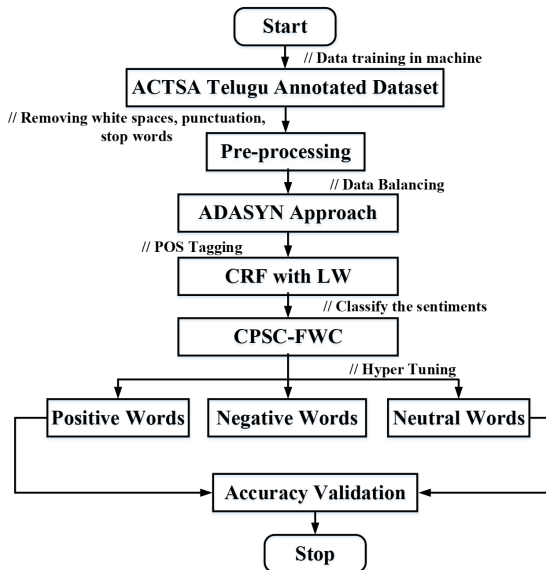 Start
// Data training in machine
ACTSA Telugu Annotated Dataset
// Removing white spaces, punctuation,
stop words
Pre-processing
// Data Balancing
ADASYN Approach
// POS Tagging
CRF with LW
// Classify the sentiments
CPSC-FWC
// Hyper Tuning
Positive Words
Negative Words
Neutral Words
Accuracy Validation
Stop